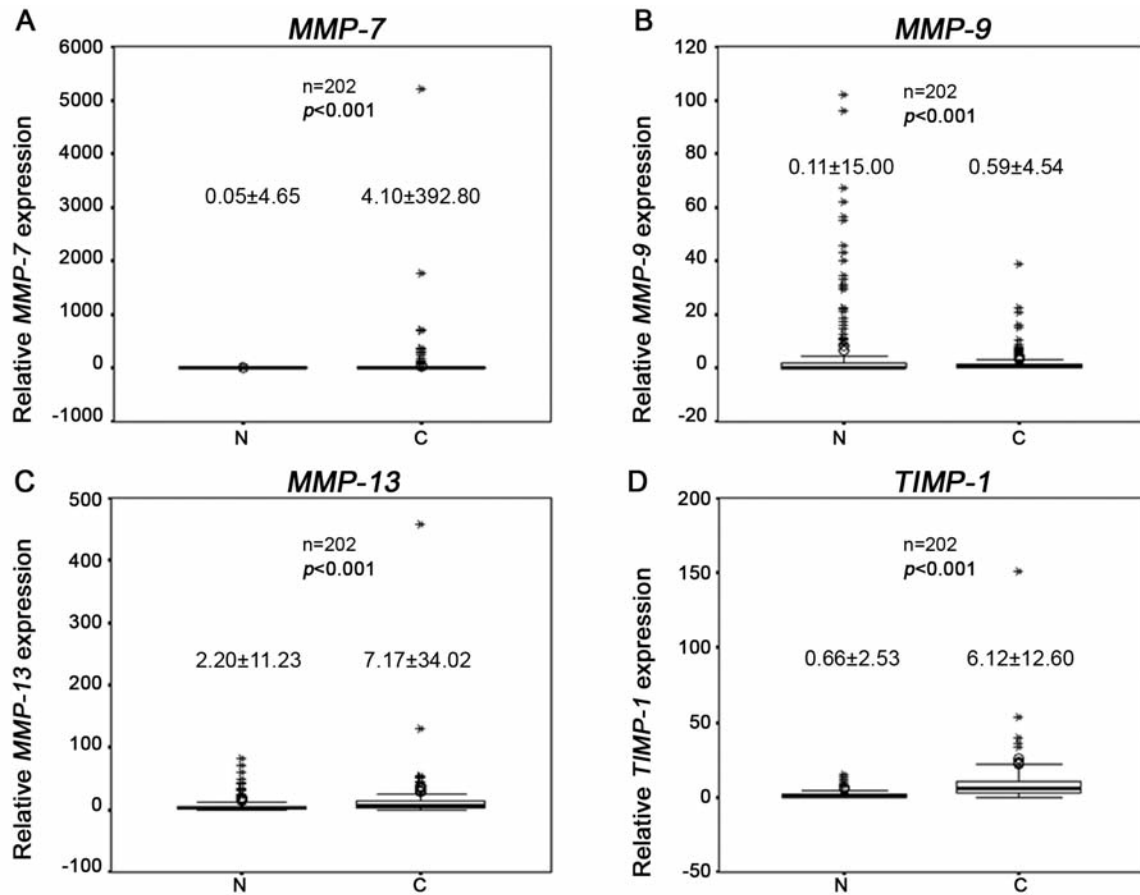 A
MMP-7
6000
5000
4000
3000
2000
1000
0
-1000
Relative MMP-7 expression
n=202
p<0.001
0.05±4.65
4.10±392.80
N
C
B
MMP-9
120
100
80
60
40
20
0
-20
Relative MMP-9 expression
n=202
p<0.001
0.11±15.00
0.59±4.54
N
C
C
MMP-13
500
400
300
200
100
0
-100
Relative MMP-13 expression
n=202
p<0.001
2.20±11.23
7.17±34.02
N
C
D
TIMP-1
200
150
100
50
0
-50
Relative TIMP-1 expression
n=202
p<0.001
0.66±2.53
6.12±12.60
N
C